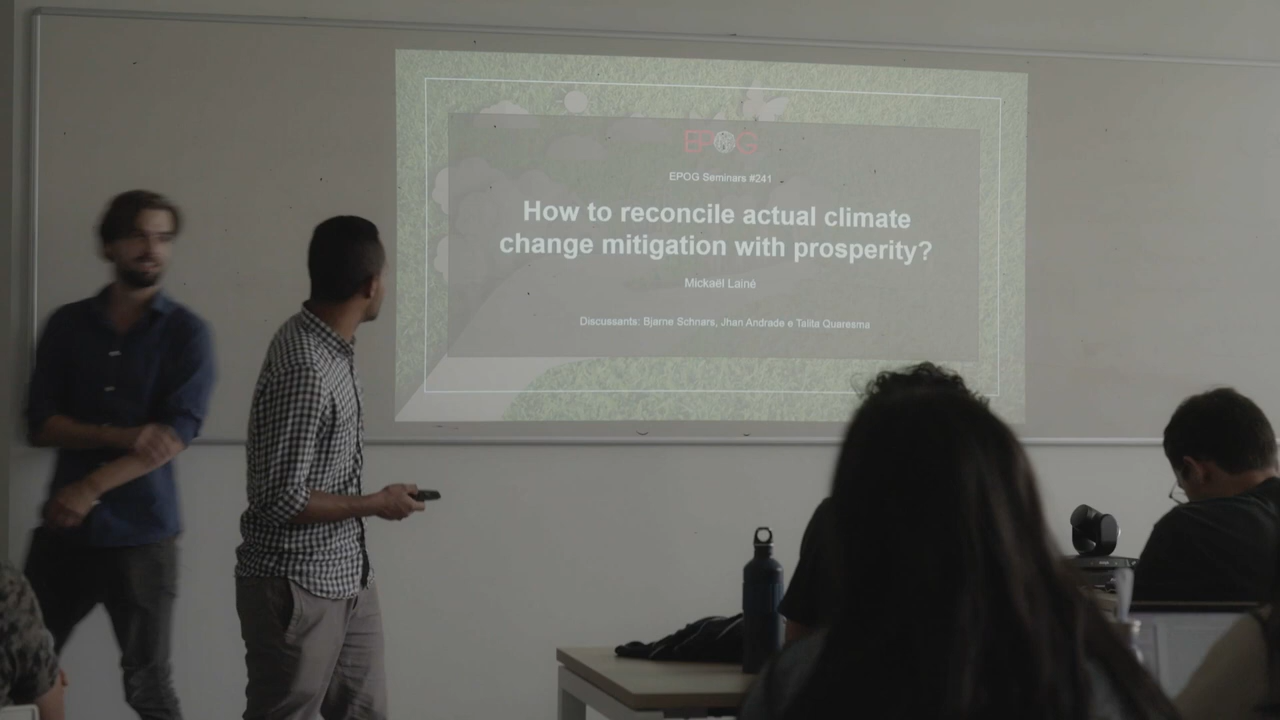 EPOG
EPOG Seminars #241
How to reconcile actual climate
change mitigation with prosperity?
Mickaël Lainé
Discussants: Bjarne Schnars, Jhan Andrade e Talita Quaresma